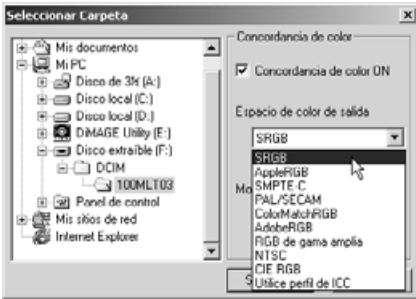 Seleccionar Carpeta
Mis documentos
Mi PC
Disco de 3½ (A:)
Disco local (C:)
Disco local (D:)
DiMAGE Utility (E:)
Disco extraíble (F:)
DCIM
100MLT03
Panel de control
Mis sitios de red
Internet Explorer
Concordancia de color
Concordancia de color ON
Espacio de color de salida
SRGB
SRGB
AppleRGB
SMPTE-C
PAL/SECAM
ColorMatchRGB
AdobeRGB
RGB de gama amplia
NTSC
CIE RGB
Utilice perfil de ICC